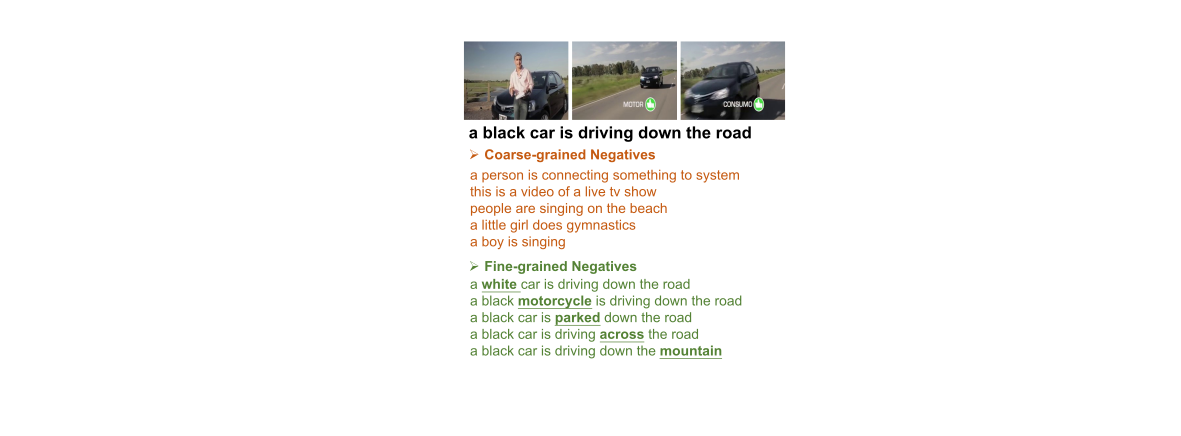 MOTOR
CONSUMO
a black car is driving down the road
➢ Coarse-grained Negatives
a person is connecting something to system
this is a video of a live tv show
people are singing on the beach
a little girl does gymnastics
a boy is singing
➢ Fine-grained Negatives
a white car is driving down the road
a black motorcycle is driving down the road
a black car is parked down the road
a black car is driving across the road
a black car is driving down the mountain